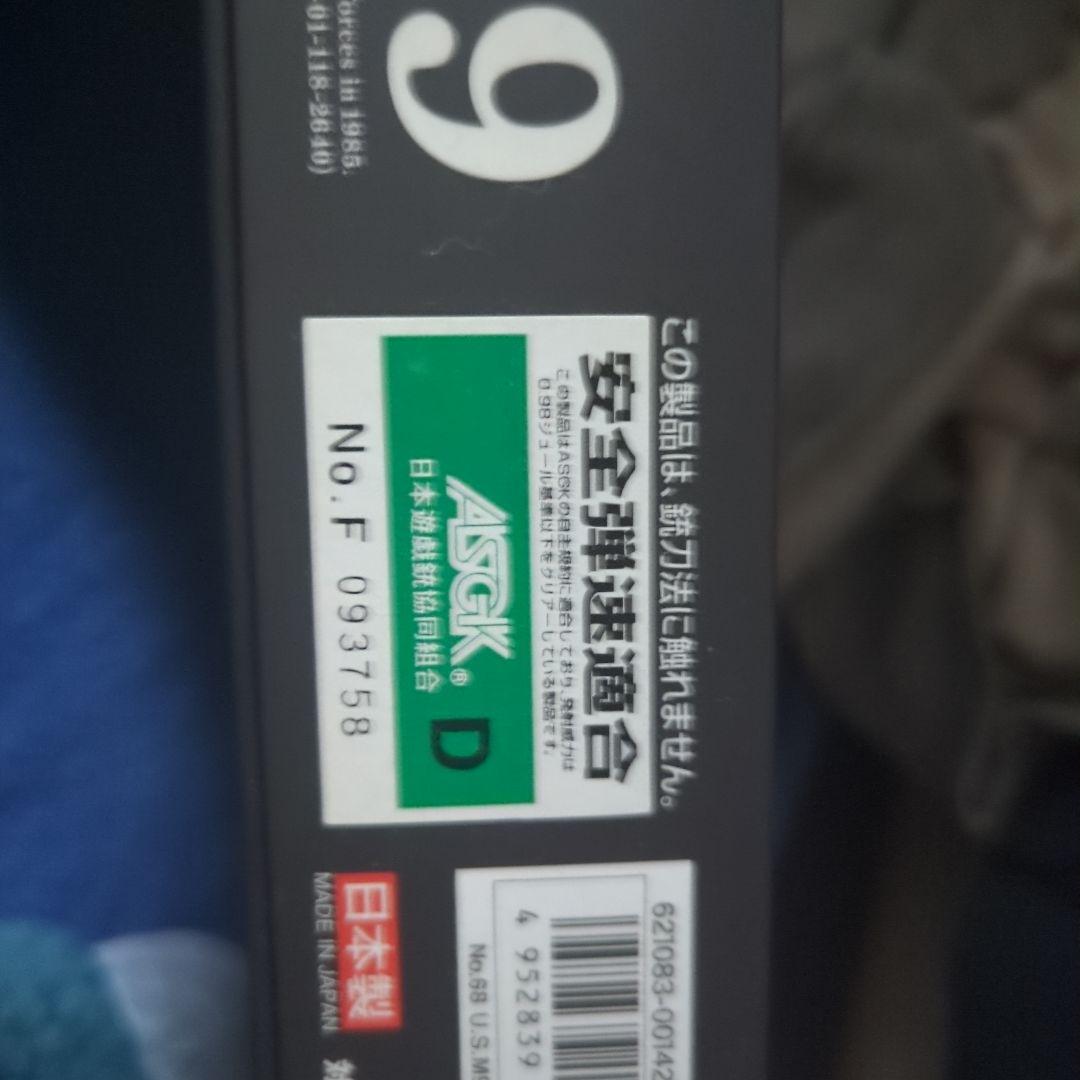 9
orces in 1985.
-01-118-2640)
この製品は、銃刀法に触れません。
安全弾速適合
この製品はASGKの自主規約に適合しており、発射威力は
0.98ジュール基準以下をクリアーしている製品です。
ASGK® D
日本遊戯銃協同組合
No. F 093758
621083-00142
4 952839
No.68 U.S.M9
日本製
MADE IN JAPAN
対